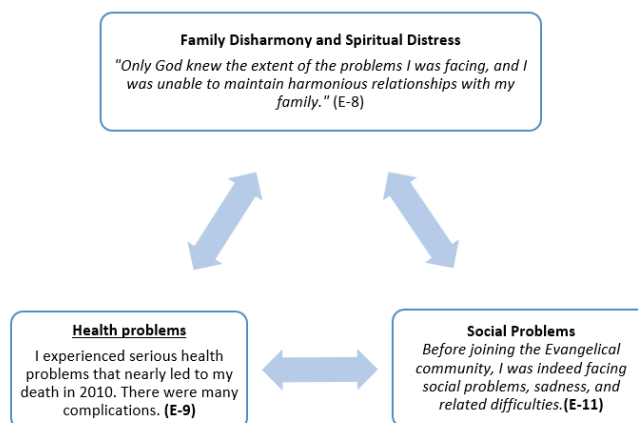 Family Disharmony and Spiritual Distress
"Only God knew the extent of the problems I was facing, and I
was unable to maintain harmonious relationships with my
family." (E-8)
Health problems
I experienced serious health
problems that nearly led to my
death in 2010. There were many
complications. (E-9)
Social Problems
Before joining the Evangelical
community, I was indeed facing
social problems, sadness, and
related difficulties.(E-11)